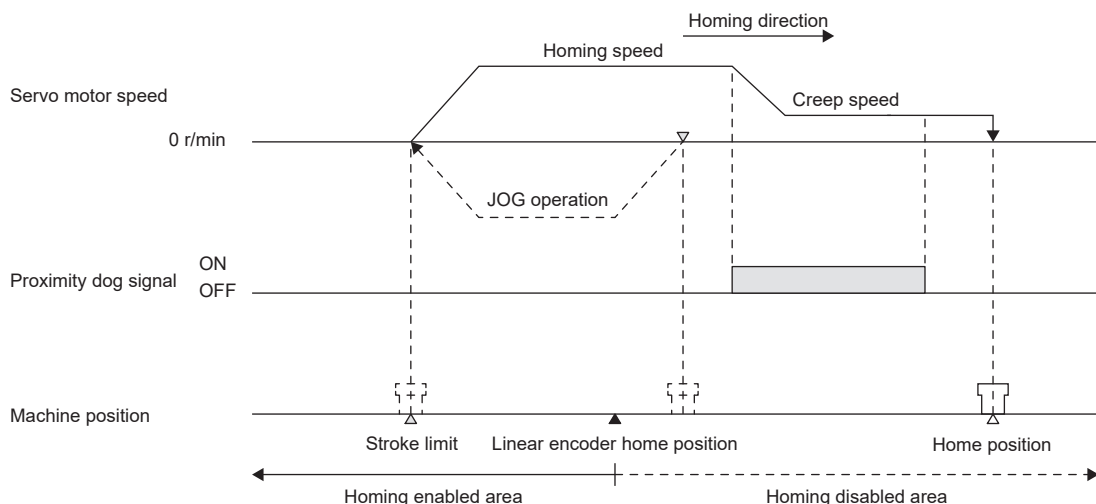 Homing direction
Homing speed
Servo motor speed
Creep speed
0 r/min
JOG operation
ON
Proximity dog signal
OFF
Machine position
Stroke limit
Linear encoder home position
Home position
Homing enabled area
Homing disabled area